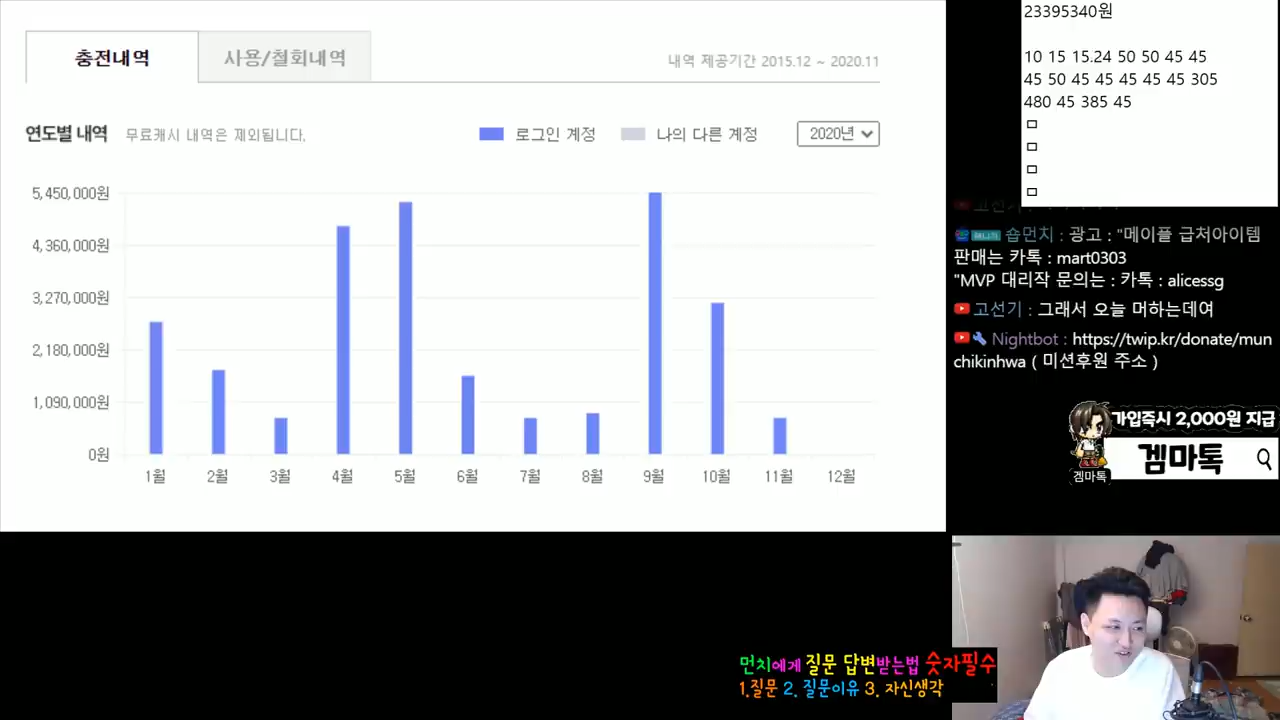 충전내역
사용/철회내역
내역 제공기간 2015.12 ~ 2020.11
연도별 내역
무료캐시 내역은 제외됩니다.
로그인 계정
나의 다른 계정
2020년
5,450,000원
4,360,000원
3,270,000원
2,180,000원
1,090,000원
0원
1월 2월 3월 4월 5월 6월 7월 8월 9월 10월 11월 12월
23395340원
10 15 15.24 50 50 45 45
45 50 45 45 45 45 45 305
480 45 385 45
ㅁ
ㅁ
ㅁ
ㅁ
고선기 :
숍먼치 : 광고 : "메이플 급처아이템
판매는 카톡 : mart0303
"MVP 대리작 문의는 : 카톡 : alicessg
고선기 : 그래서 오늘 머하는데여
Nightbot : https://twip.kr/donate/mun
chikinhwa ( 미션후원 주소 )
가입즉시 2,000원 지급
겜마톡
겜마톡
먼치에게 질문 답변받는법 숫자필수
1.질문 2. 질문이유 3. 자신생각